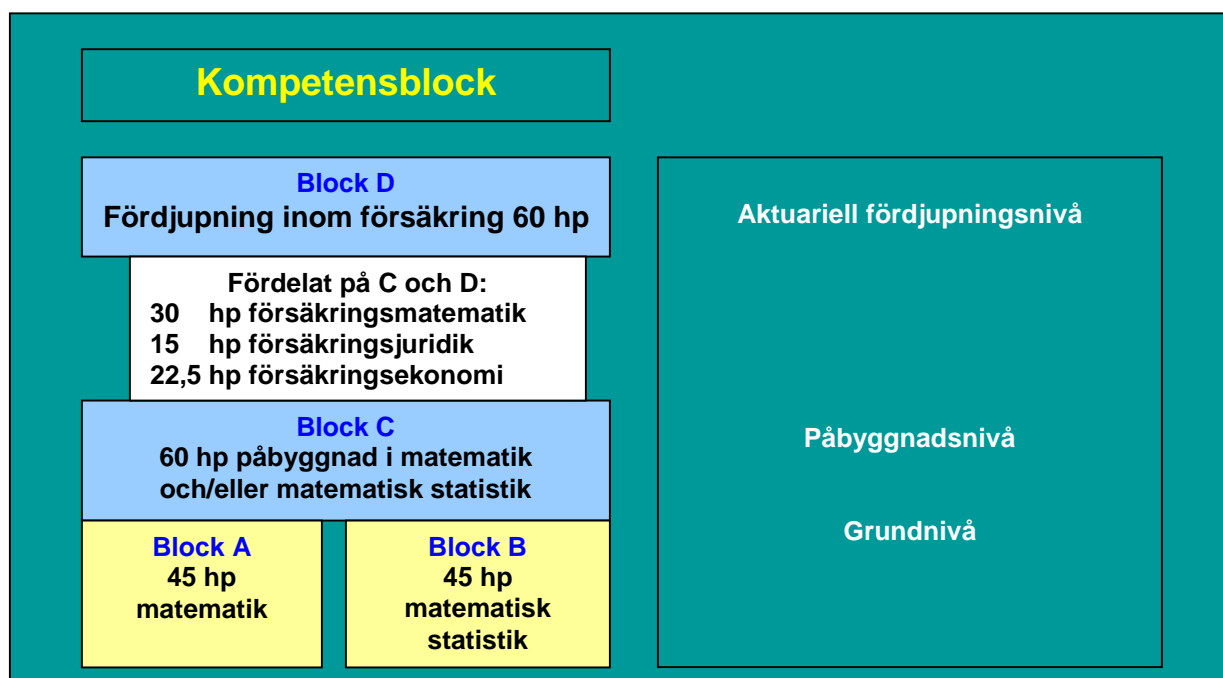 Kompetensblock
Block D
Fördjupning inom försäkring 60 hp
Fördelat på C och D:
30 hp försäkringsmatematik
15 hp försäkringsjuridik
22,5 hp försäkringsekonomi
Block C
60 hp påbyggnad i matematik
och/eller matematisk statistik
Block A
45 hp
matematik
Block B
45 hp
matematisk
statistik
Aktuariell fördjupningsnivå
Påbyggnadsnivå
Grundnivå